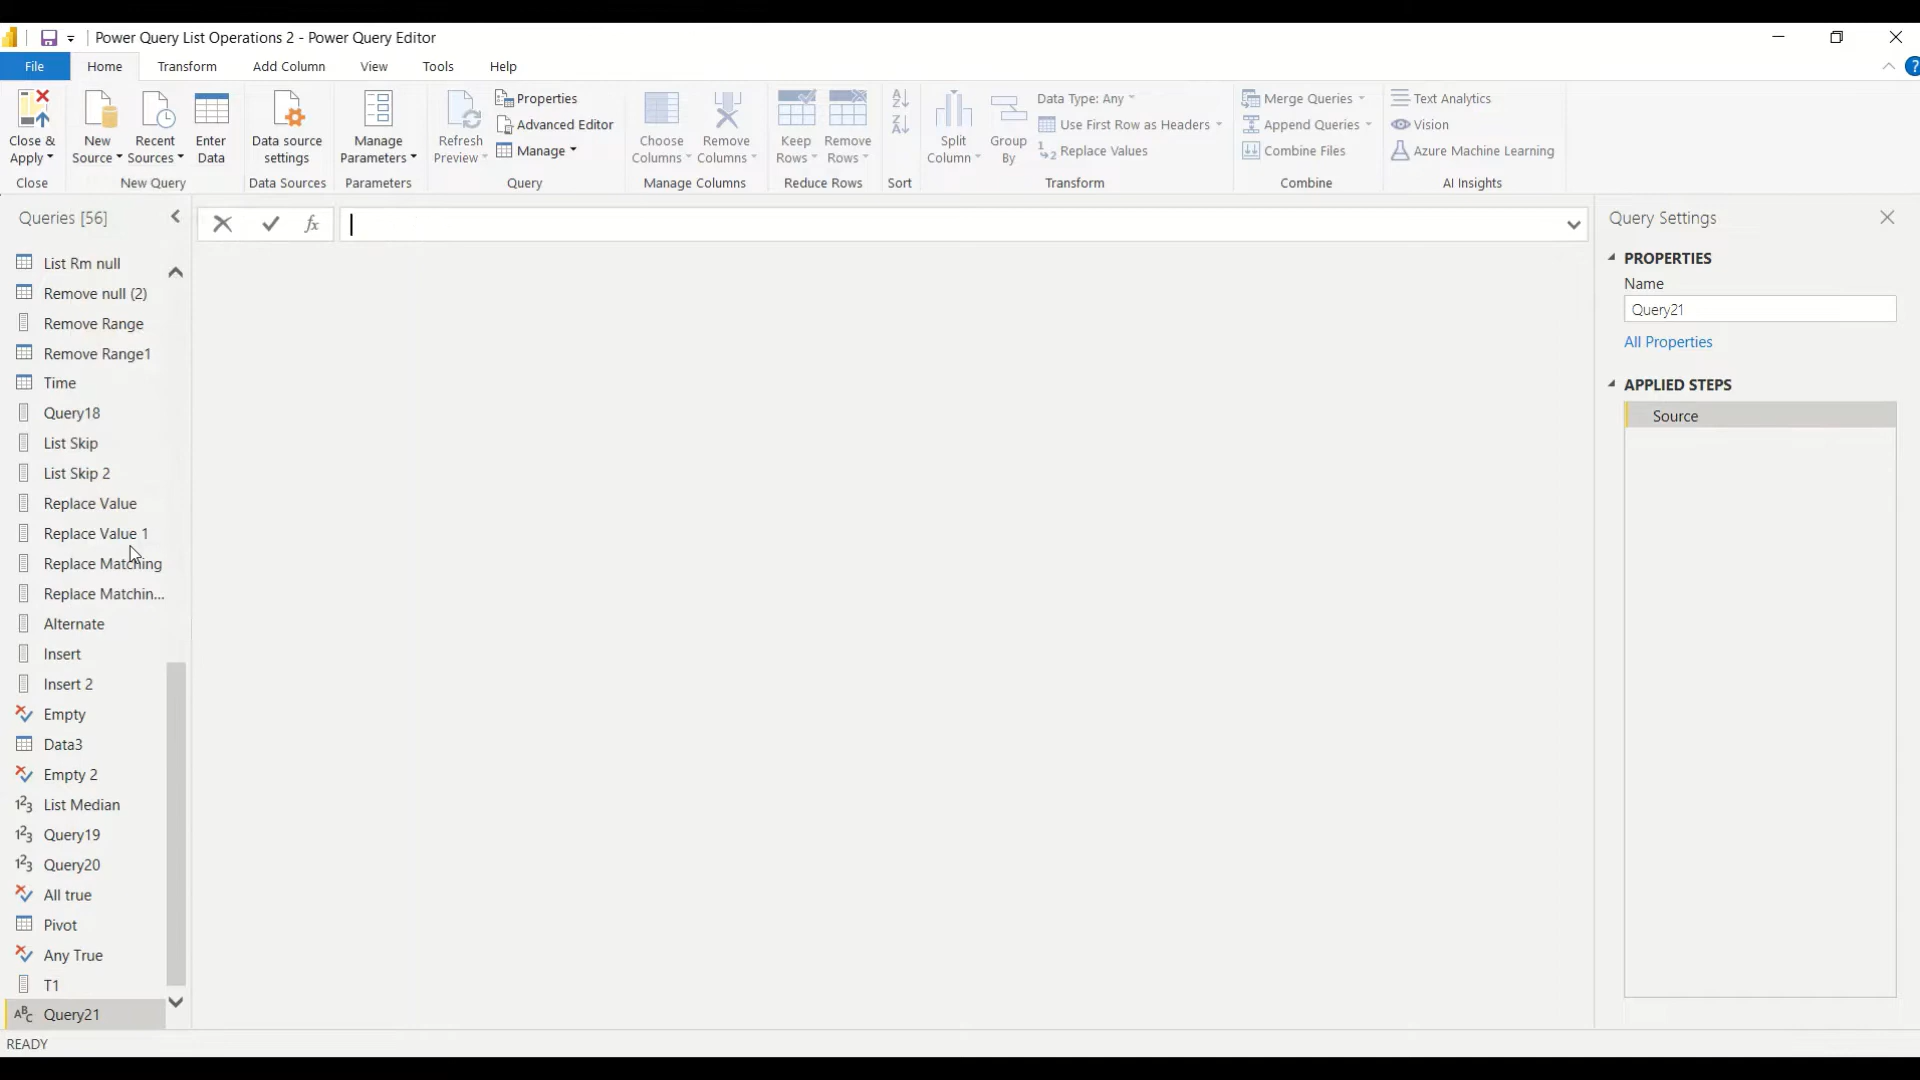 Power Query List Operations 2 - Power Query Editor
File Home Transform Add Column View Tools Help
Close & Apply
Close
New Source
Recent Sources
Enter Data
New Query
Data source settings
Data Sources
Manage Parameters
Parameters
Refresh Preview
Properties
Advanced Editor
Manage
Query
Choose Columns
Remove Columns
Manage Columns
Keep Rows
Remove Rows
Reduce Rows
Sort
Split Column
Group By
Data Type: Any
Use First Row as Headers
Replace Values
Transform
Merge Queries
Append Queries
Combine Files
Combine
Text Analytics
Vision
Azure Machine Learning
AI Insights
Queries [56]
List Rm null
Remove null (2)
Remove Range
Remove Range1
Time
Query18
List Skip
List Skip 2
Replace Value
Replace Value 1
Replace Matching
Replace Matchin...
Alternate
Insert
Insert 2
Empty
Data3
Empty 2
List Median
Query19
Query20
All true
Pivot
Any True
T1
Query21
fx
Query Settings
PROPERTIES
Name
Query21
All Properties
APPLIED STEPS
Source
READY